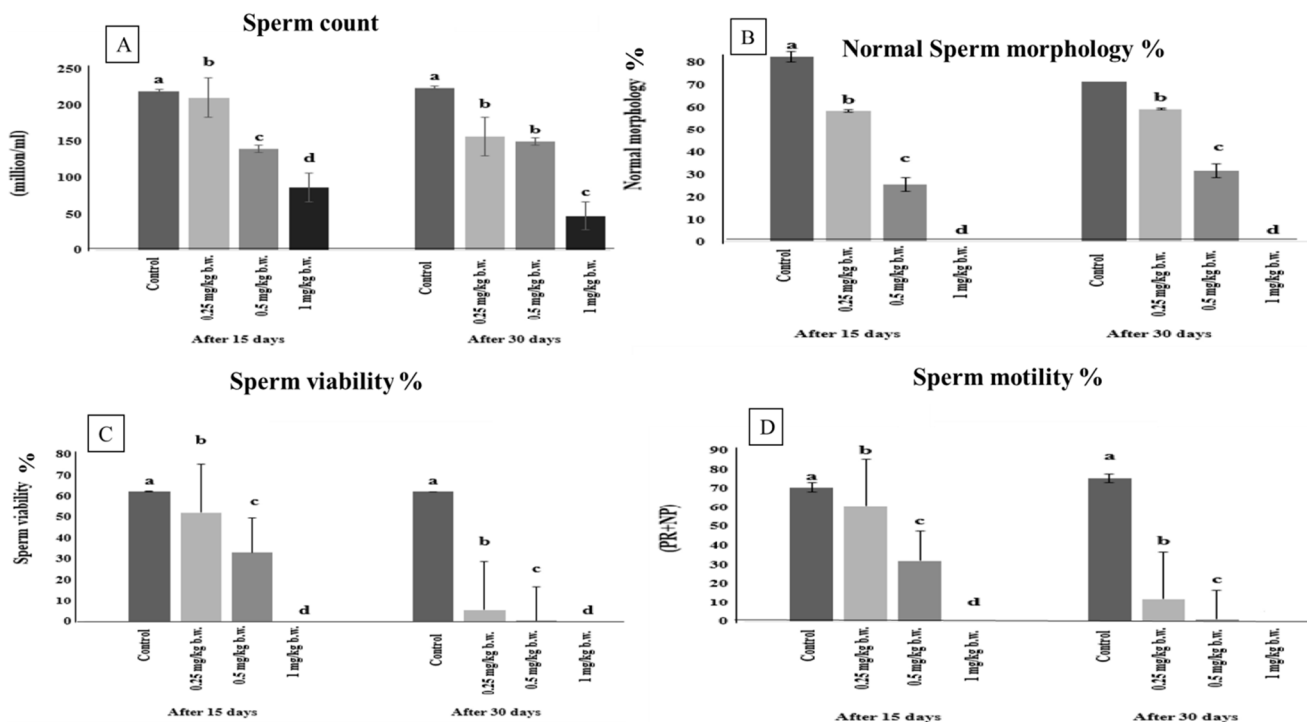 Sperm count
A
(million/ml)
250
200
150
100
50
0
a
b
c
d
a
b
b
c
Control
0.25 mg/kg b.w.
0.5 mg/kg b.w.
1 mg/kg b.w.
Control
0.25 mg/kg b.w.
0.5 mg/kg b.w.
1 mg/kg b.w.
After 15 days
After 30 days
B
Normal Sperm morphology %
Normal morphology %
80
70
60
50
40
30
20
10
0
a
b
c
d
b
c
d
Control
0.25 mg/kg b.w.
0.5 mg/kg b.w.
1 mg/kg b.w.
Control
0.25 mg/kg b.w.
0.5 mg/kg b.w.
1 mg/kg b.w.
After 15 days
After 30 days
Sperm viability %
C
Sperm viability %
80
70
60
50
40
30
20
10
0
a
b
c
d
a
b
c
d
Control
0.25 mg/kg b.w.
0.5 mg/kg b.w.
1 mg/kg b.w.
Control
0.25 mg/kg b.w.
0.5 mg/kg b.w.
1 mg/kg b.w.
After 15 days
After 30 days
Sperm motility %
D
(PR+NP)
90
80
70
60
50
40
30
20
10
0
a
b
c
d
a
b
c
Control
0.25 mg/kg b.w.
0.5 mg/kg b.w.
1 mg/kg b.w.
Control
0.25 mg/kg b.w.
0.5 mg/kg b.w.
1 mg/kg b.w.
After 15 days
After 30 days